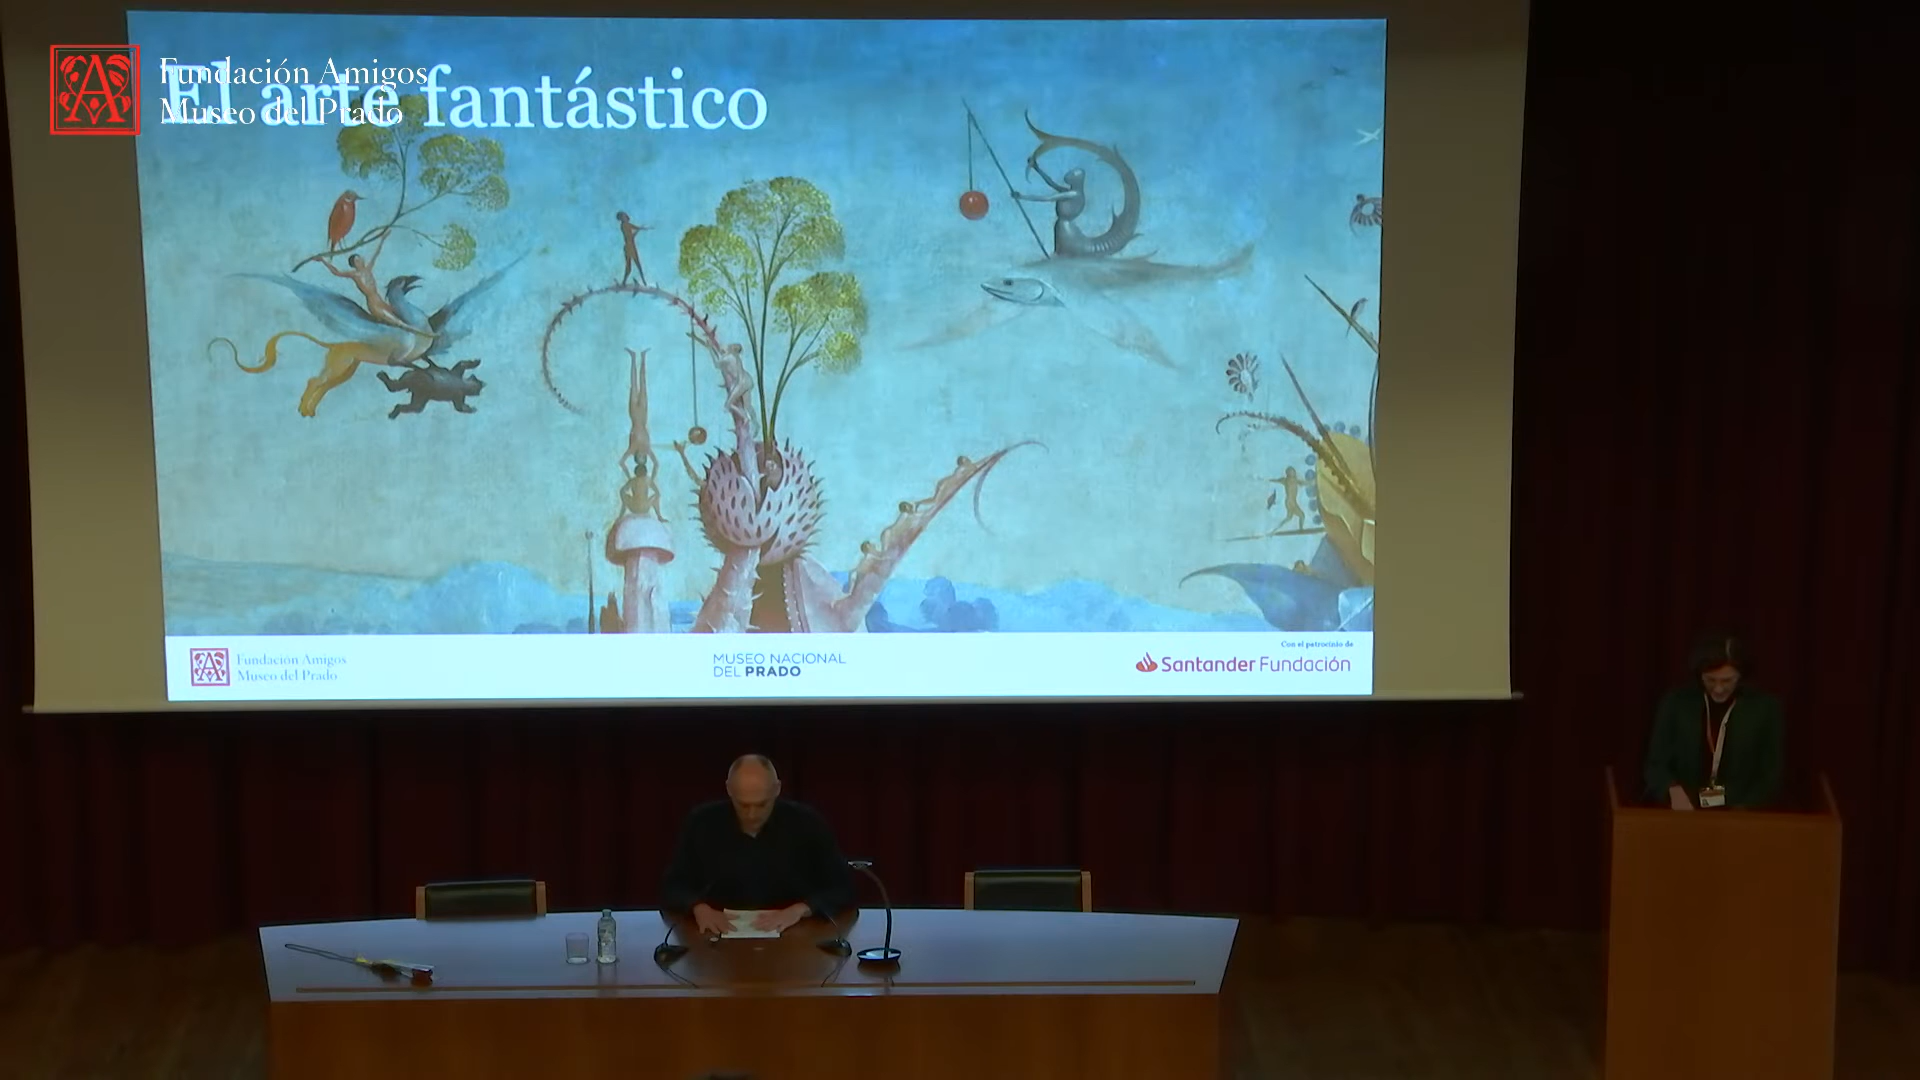 Fundación Amigos
Museo del Prado
El arte fantástico
Fundación Amigos
Museo del Prado
MUSEO NACIONAL
DEL PRADO
Con el patrocinio de
Santander Fundación